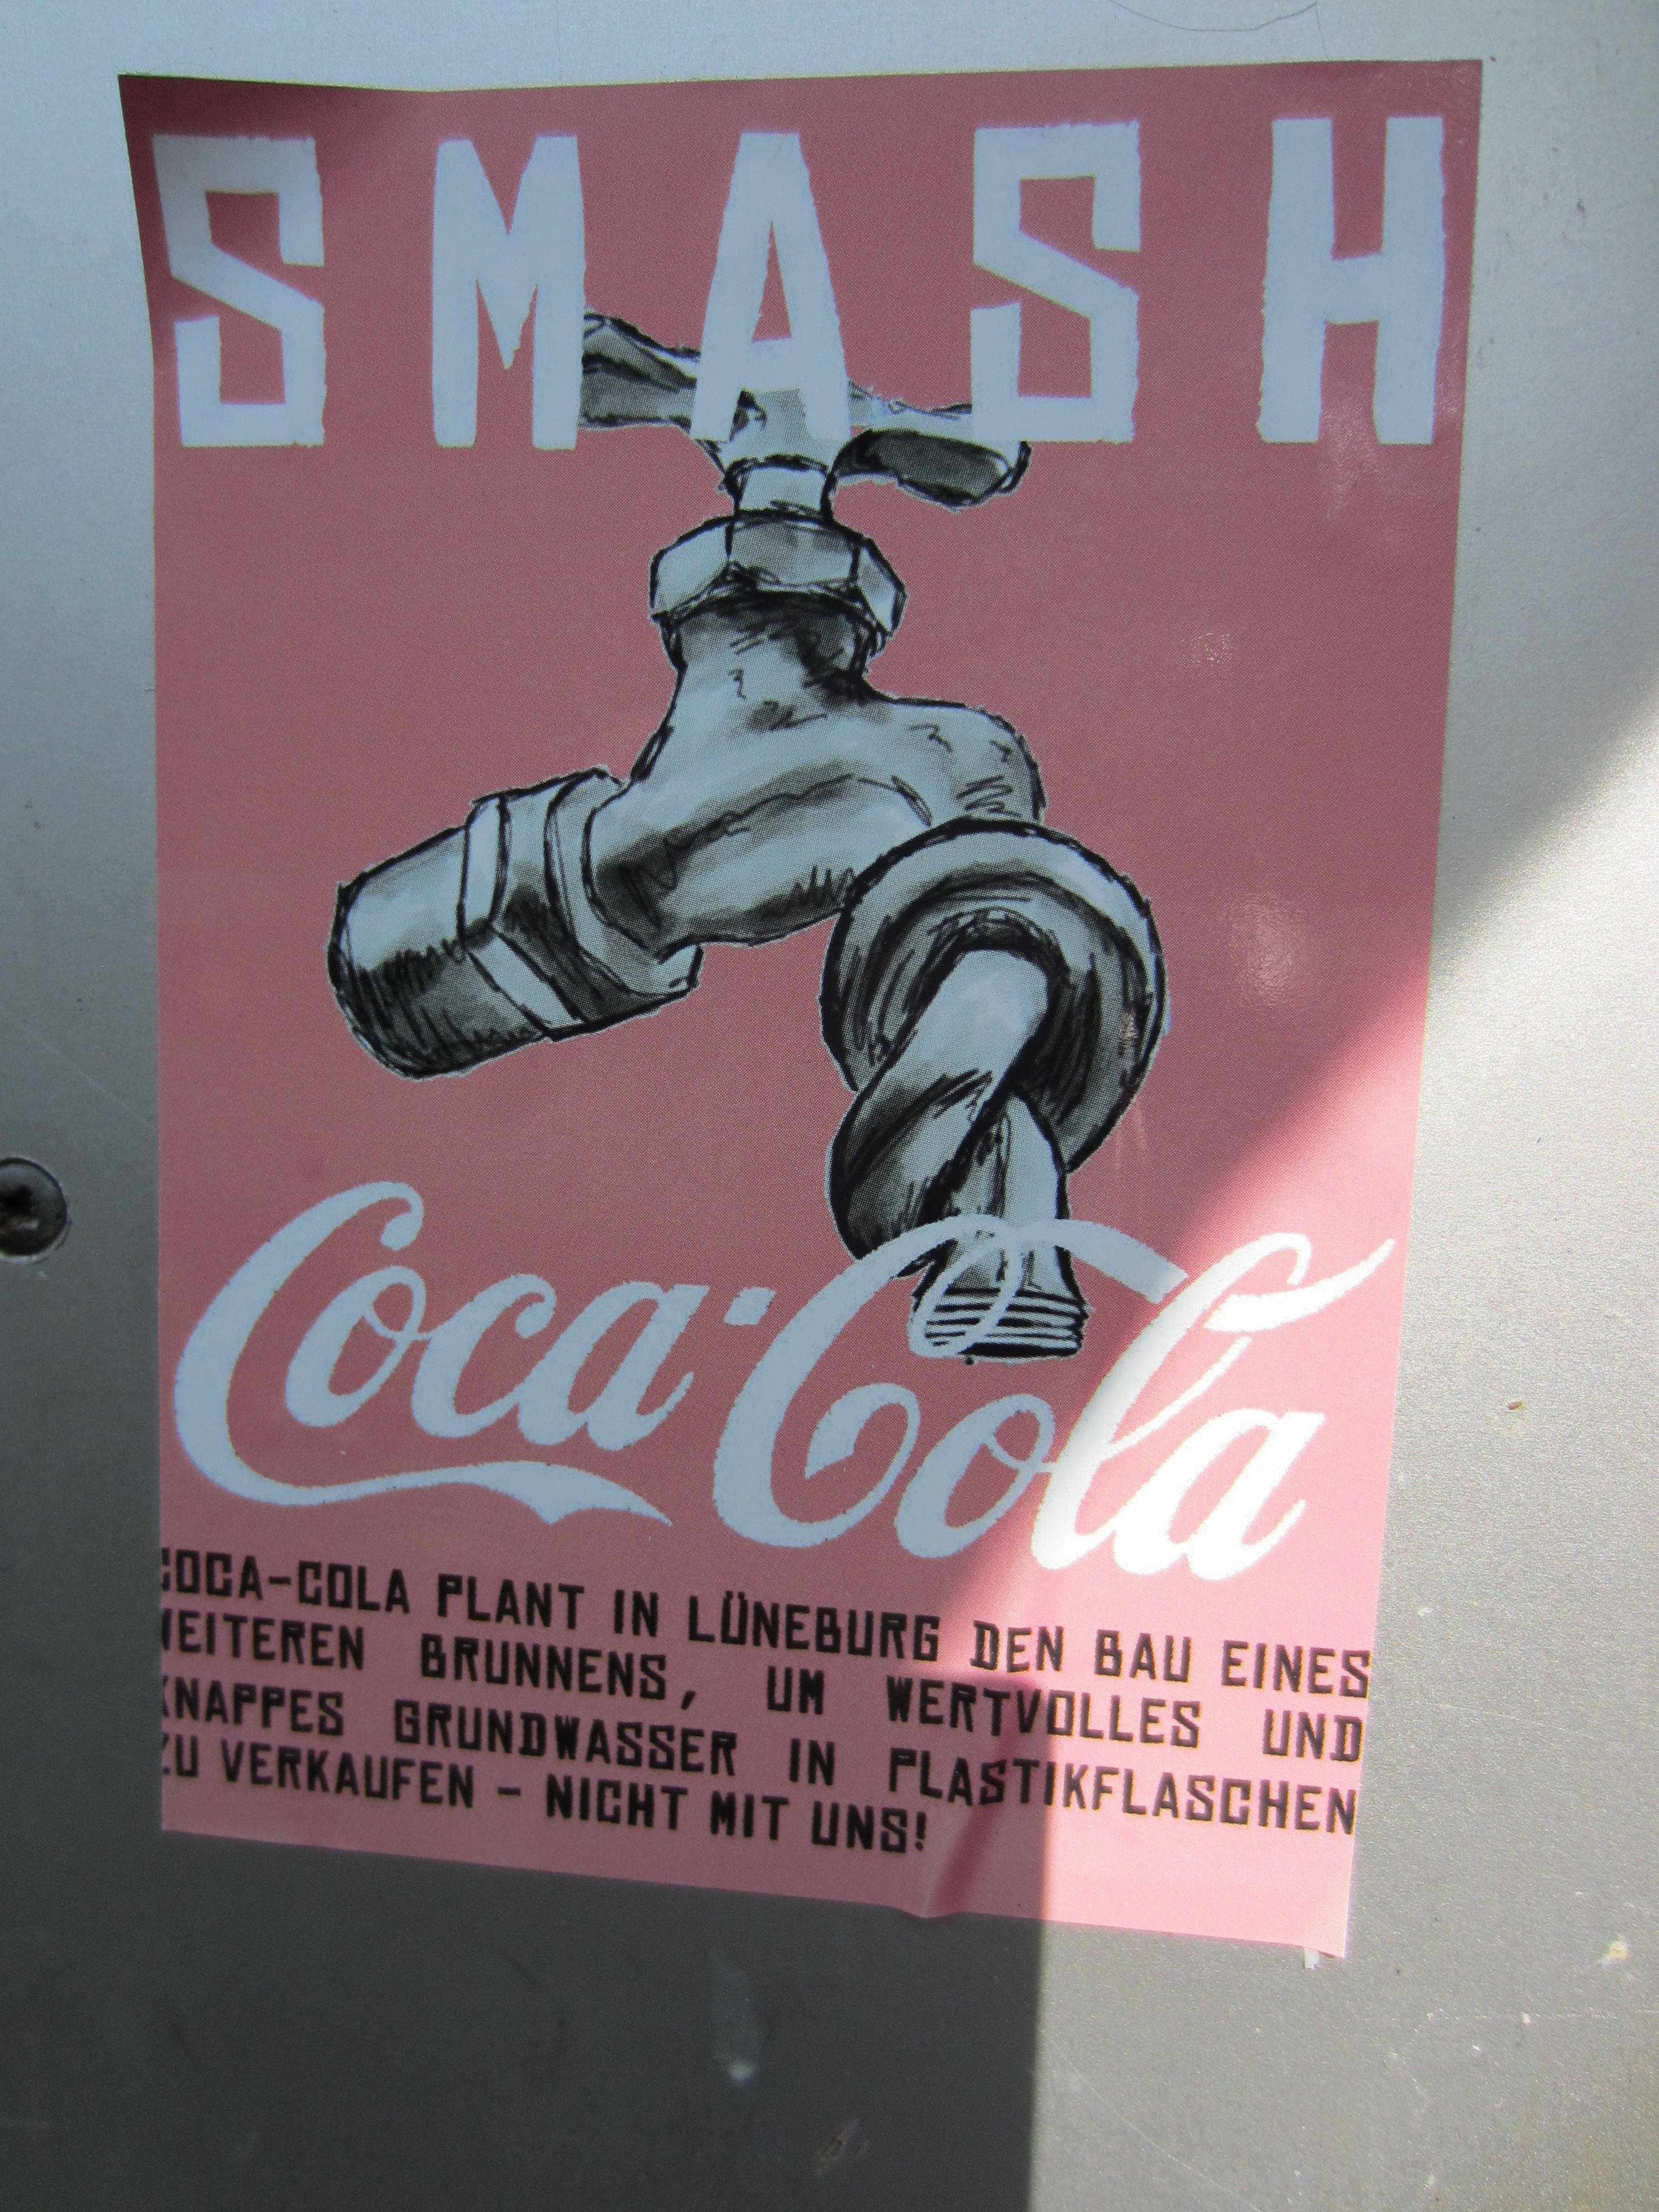 SMASH
Coca-Cola
COCA-COLA PLANT IN LÜNEBURG DEN BAU EINES
WEITEREN BRUNNENS, UM WERTVOLLES UND
KNAPPES GRUNDWASSER IN PLASTIKFLASCHEN
ZU VERKAUFEN - NICHT MIT UNS!